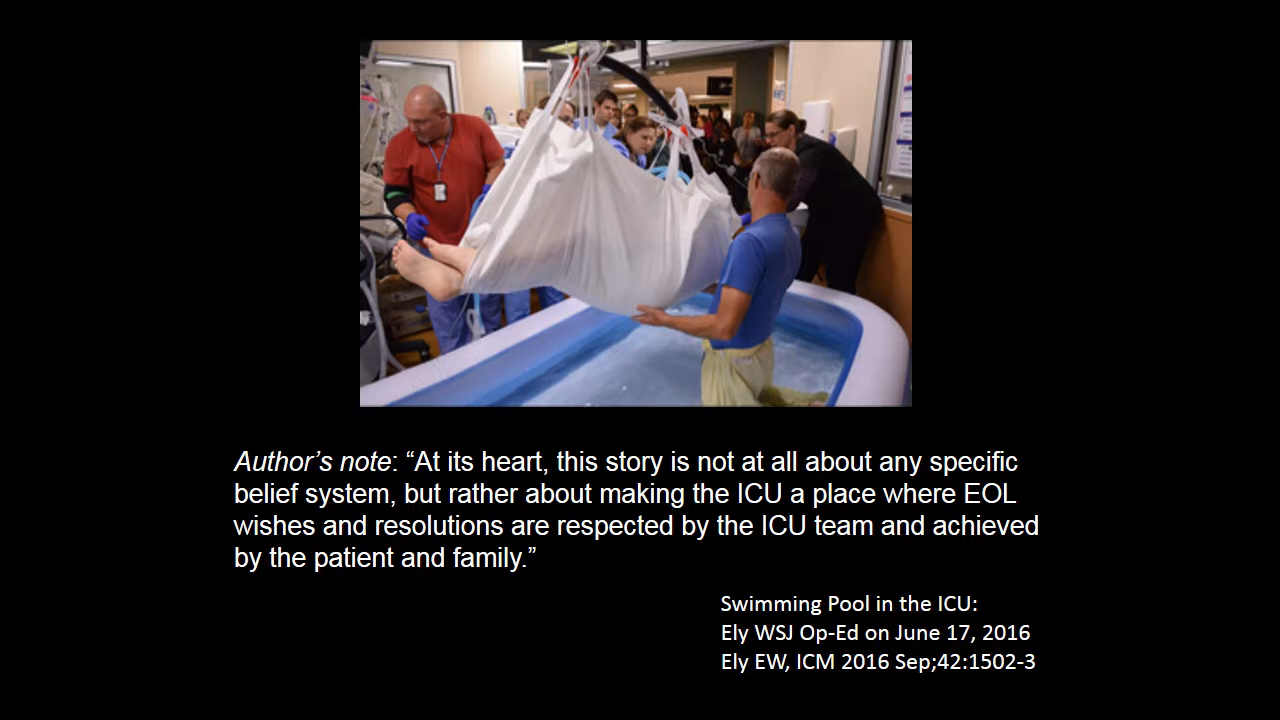 Author’s note: “At its heart, this story is not at all about any specific
belief system, but rather about making the ICU a place where EOL
wishes and resolutions are respected by the ICU team and achieved
by the patient and family.”
Swimming Pool in the ICU:
Ely WSJ Op-Ed on June 17, 2016
Ely EW, ICM 2016 Sep;42:1502-3